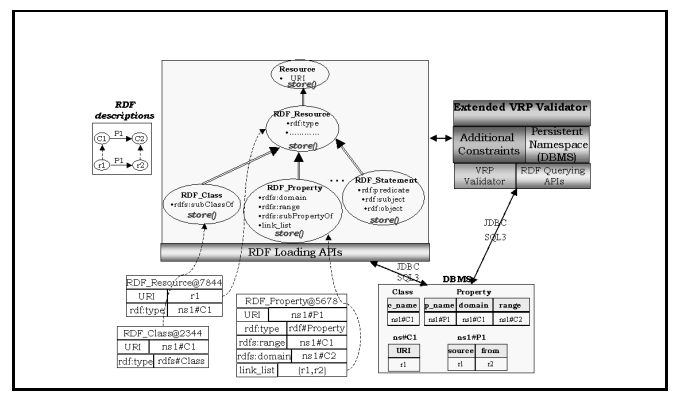 RDF
descriptions
C1 P1 C2
r1 P1 r2
Resource
• URI
store()
RDF_Resource
•rdf:type
•............
store()
RDF_Class
•rdfs:subClassOf
store()
RDF_Property
•rdfs:domain
•rdfs:range
•rdfs:subPropertyOf
•link_list
store()
...
RDF_Statement
•rdf:predicate
•rdf:subject
•rdf:object
store()
RDF Loading APIs
Extended VRP Validator
Additional
Constraints
Persistent
Namespace
(DBMS)
VRP
Validator
RDF Querying
APIs
JDBC
SQL3
JDBC
SQL3
RDF_Resource@7844
URI r1
rdf:type ns1#C1
RDF_Class@2344
URI ns1#C1
rdf:type rdfs#Class
RDF_Property@5678
URI ns1#P1
rdf:type rdf#Property
rdfs:range ns1#C1
rdfs:domain ns1#C2
link_list {r1,r2}
DBMS
Class Property
c_name p_name domain range
ns1#C1 ns1#P1 ns1#C1 ns1#C2
ns#C1 ns1#P1
URI source from
r1 r1 r2